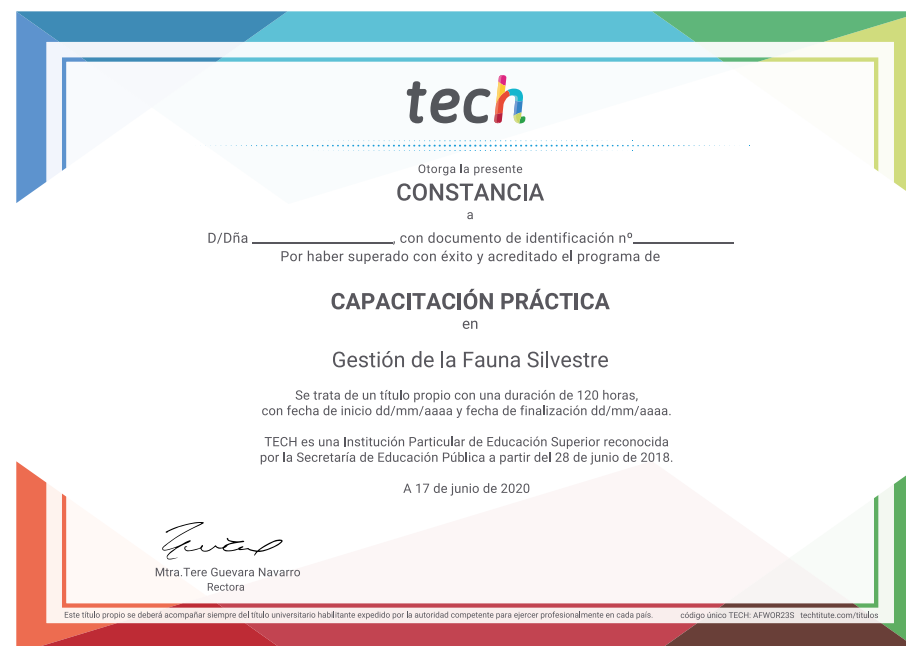 tech
Otorga la presente
CONSTANCIA
a
D/Dña ____________________, con documento de identificación nº______________
Por haber superado con éxito y acreditado el programa de
CAPACITACIÓN PRÁCTICA
en
Gestión de la Fauna Silvestre
Se trata de un título propio con una duración de 120 horas,
con fecha de inicio dd/mm/aaaa y fecha de finalización dd/mm/aaaa.
TECH es una Institución Particular de Educación Superior reconocida
por la Secretaría de Educación Pública a partir del 28 de junio de 2018.
A 17 de junio de 2020
Mtra.Tere Guevara Navarro
Rectora
Este título propio se deberá acompañar siempre del título universitario habilitante expedido por la autoridad competente para ejercer profesionalmente en cada país. código único TECH: AFWOR23S techtitute.com/titulos